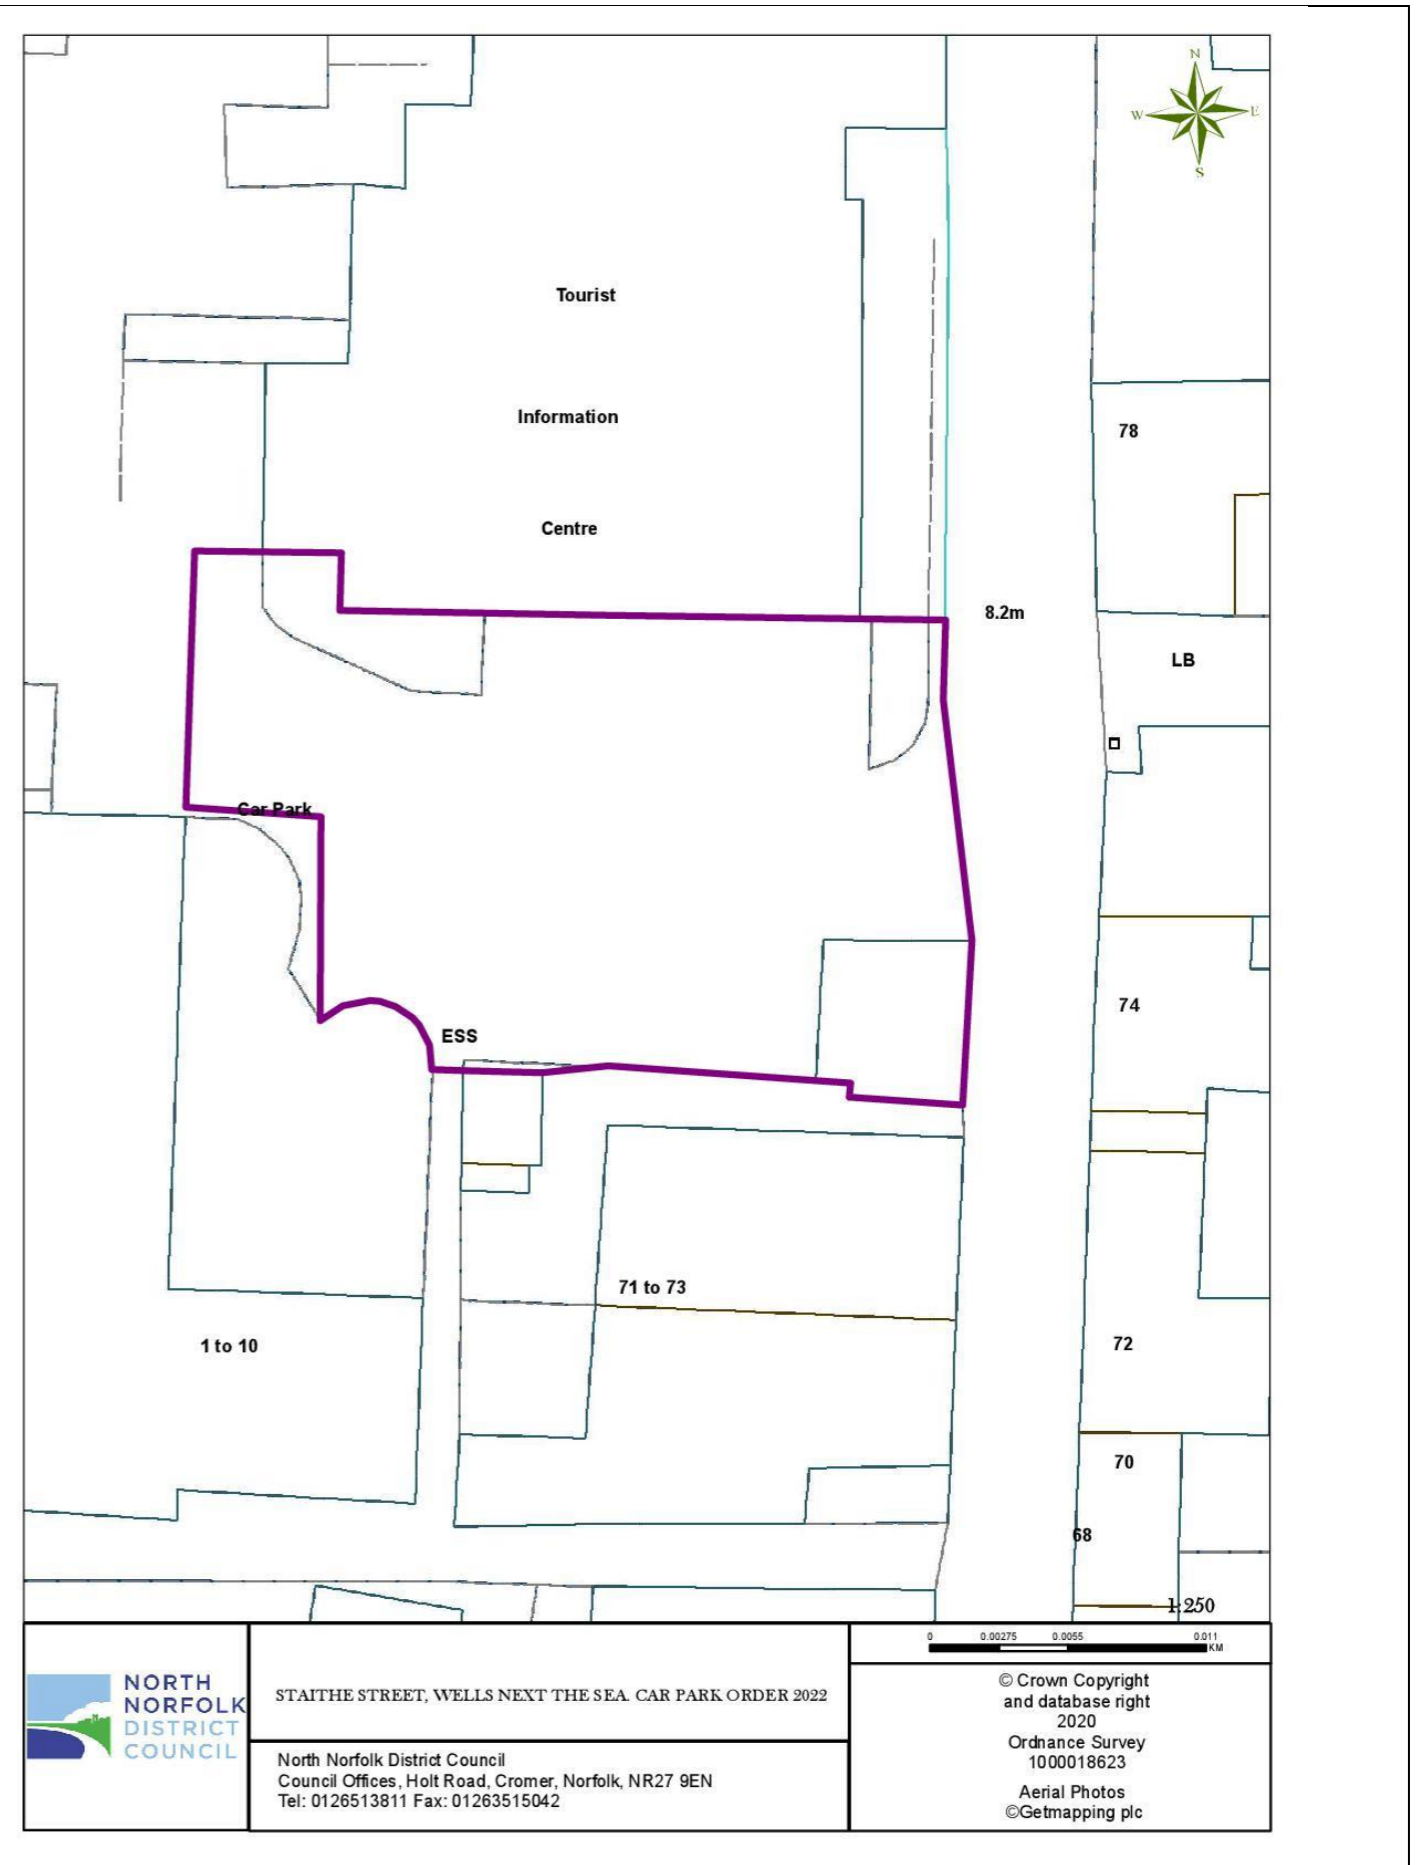 N
W
E
S
Tourist
Information
Centre
78
8.2m
LB
Car Park
74
ESS
71 to 73
1 to 10
72
70
68
1:250
0 0.00275 0.0055 0.011
KM
NORTH
NORFOLK
DISTRICT
COUNCIL
STAITHE STREET, WELLS NEXT THE SEA. CAR PARK ORDER 2022
North Norfolk District Council
Council Offices, Holt Road, Cromer, Norfolk, NR27 9EN
Tel: 0126513811 Fax: 01263515042
© Crown Copyright
and database right
2020
Ordnance Survey
1000018623
Aerial Photos
©Getmapping plc